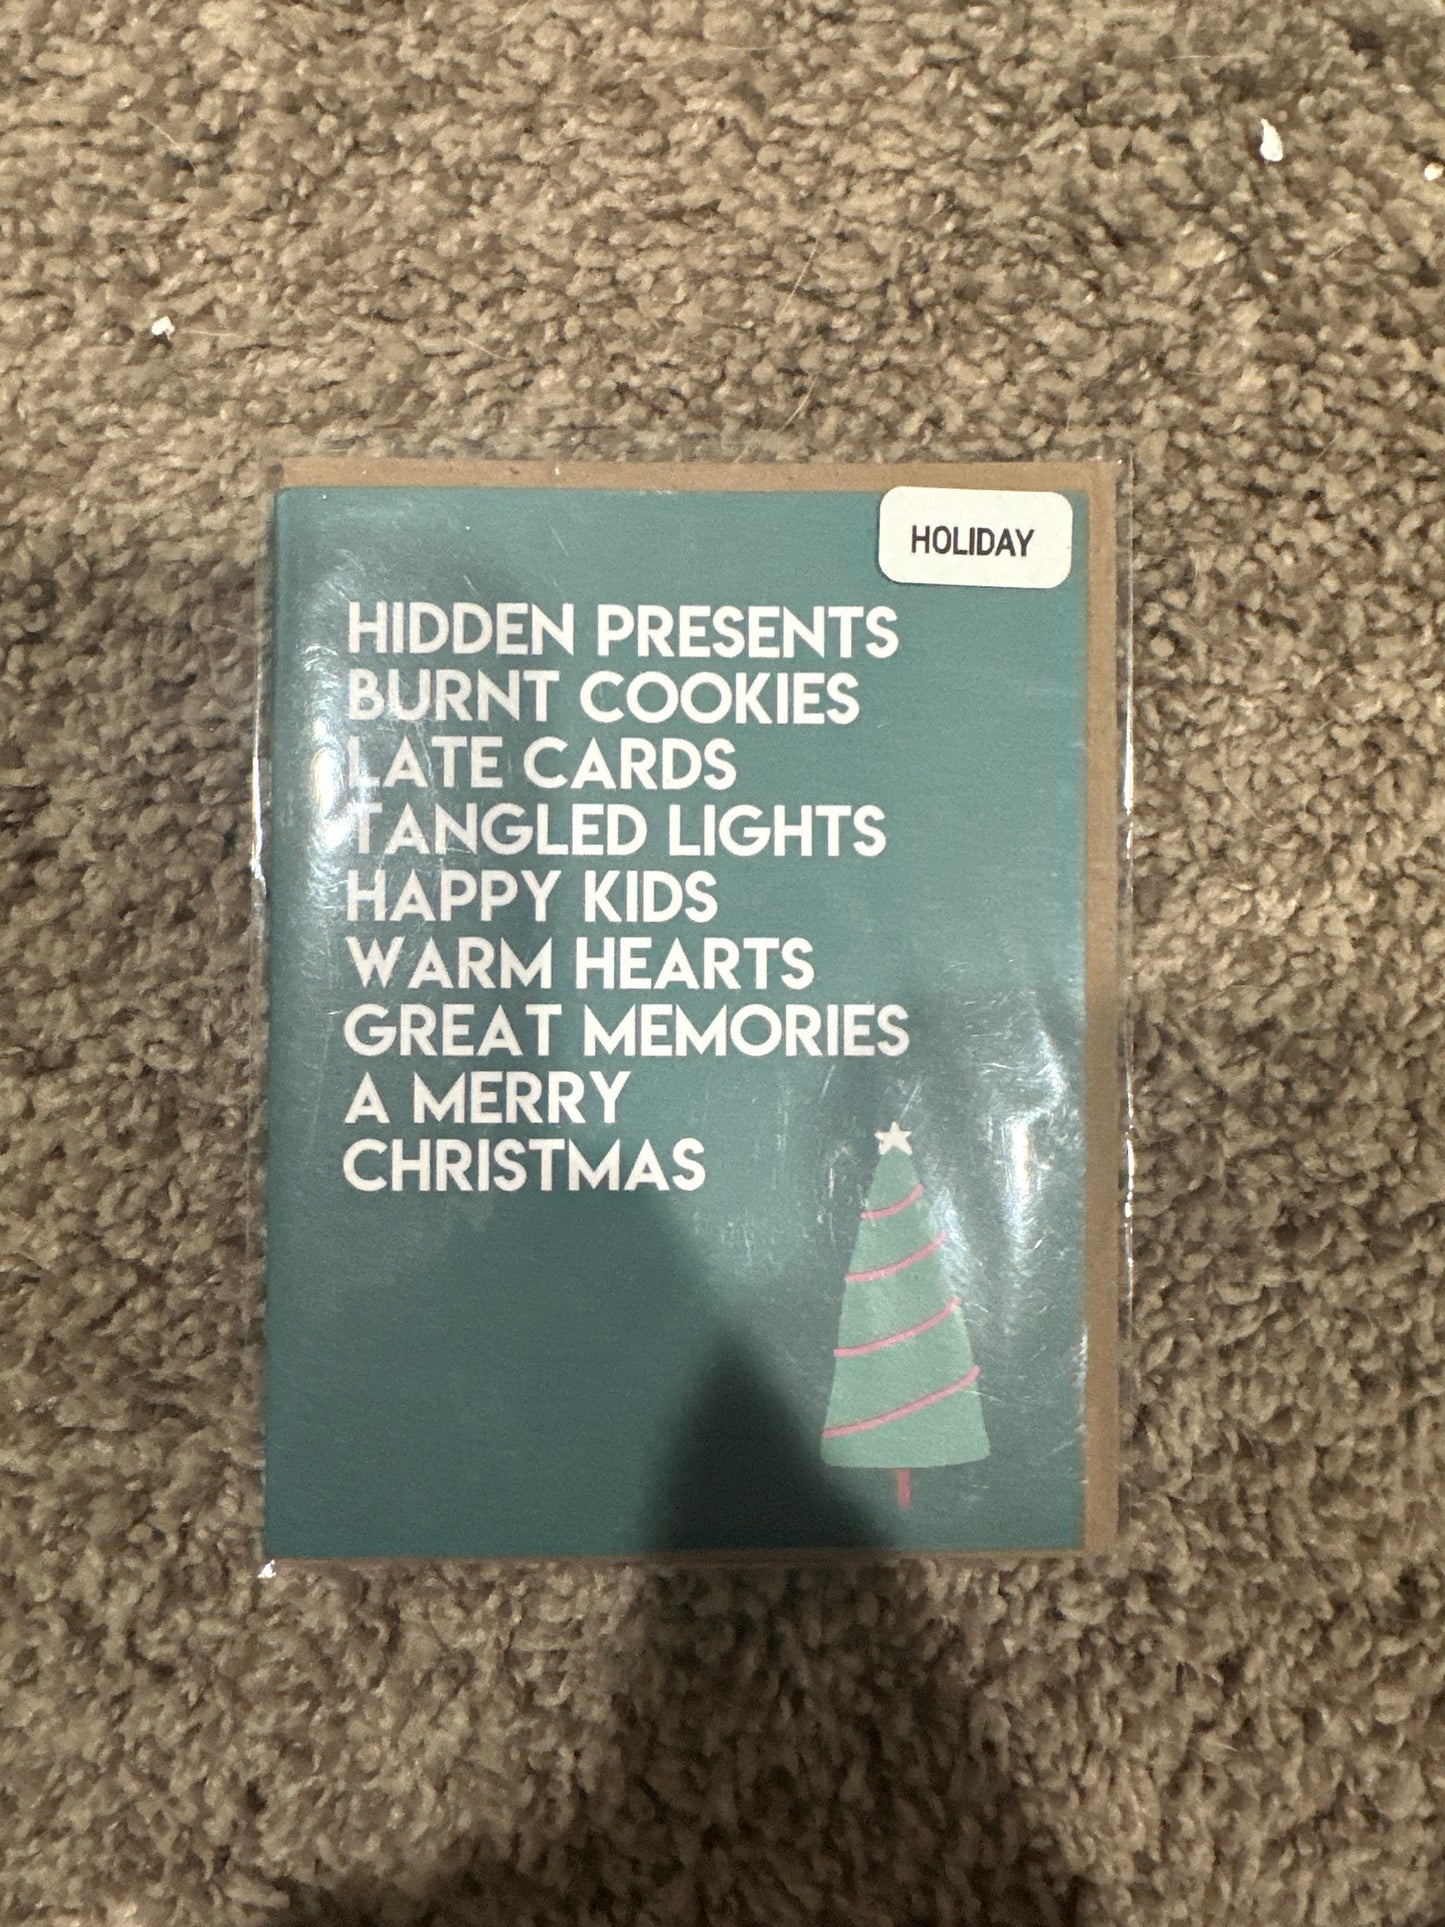 HOLIDAY
HIDDEN PRESENTS
BURNT COOKIES
LATE CARDS
TANGLED LIGHTS
HAPPY KIDS
WARM HEARTS
GREAT MEMORIES
A MERRY
CHRISTMAS